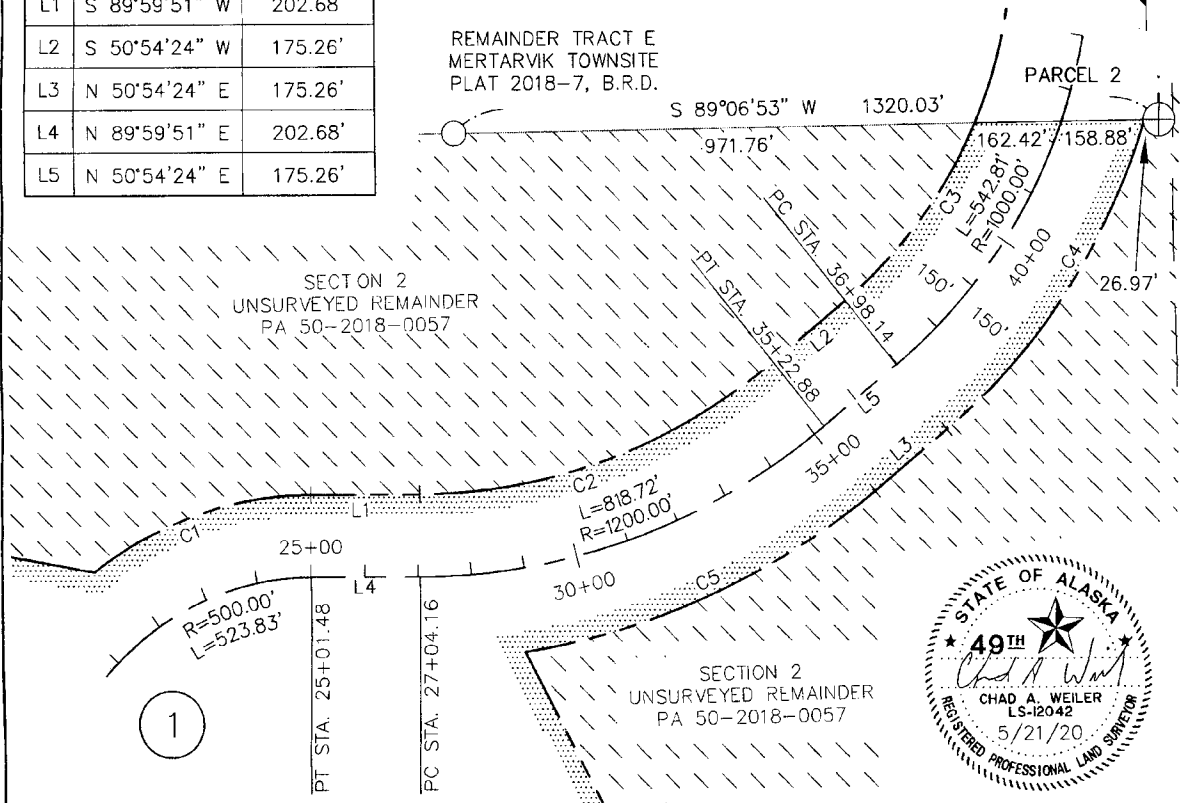 L1 S 89°59'51" W 202.68'
L2 S 50°54'24" W 175.26'
L3 N 50°54'24" E 175.26'
L4 N 89°59'51" E 202.68'
L5 N 50°54'24" E 175.26'
REMAINDER TRACT E
MERTARVIK TOWNSITE
PLAT 2018-7, B.R.D.
PARCEL 2
S 89°06'53" W 1320.03'
971.76'
162.42'
158.88'
26.97'
C3
L=542.81'
R=1000.00'
PC STA. 36+98.14
150'
40+00
C4
150'
SECTION 2
UNSURVEYED REMAINDER
PA 50-2018-0057
PT STA. 35+22.88
L2
L5
35+00
L3
C2
L=818.72'
R=1200.00'
C1
L1
25+00
L4
30+00
C5
R=500.00'
L=523.83'
PT STA. 25+01.48
PC STA. 27+04.16
1
SECTION 2
UNSURVEYED REMAINDER
PA 50-2018-0057
STATE OF ALASKA
49TH
Chad A Weiler
CHAD A. WEILER
LS-12042
5/21/20
REGISTERED PROFESSIONAL LAND SURVEYOR